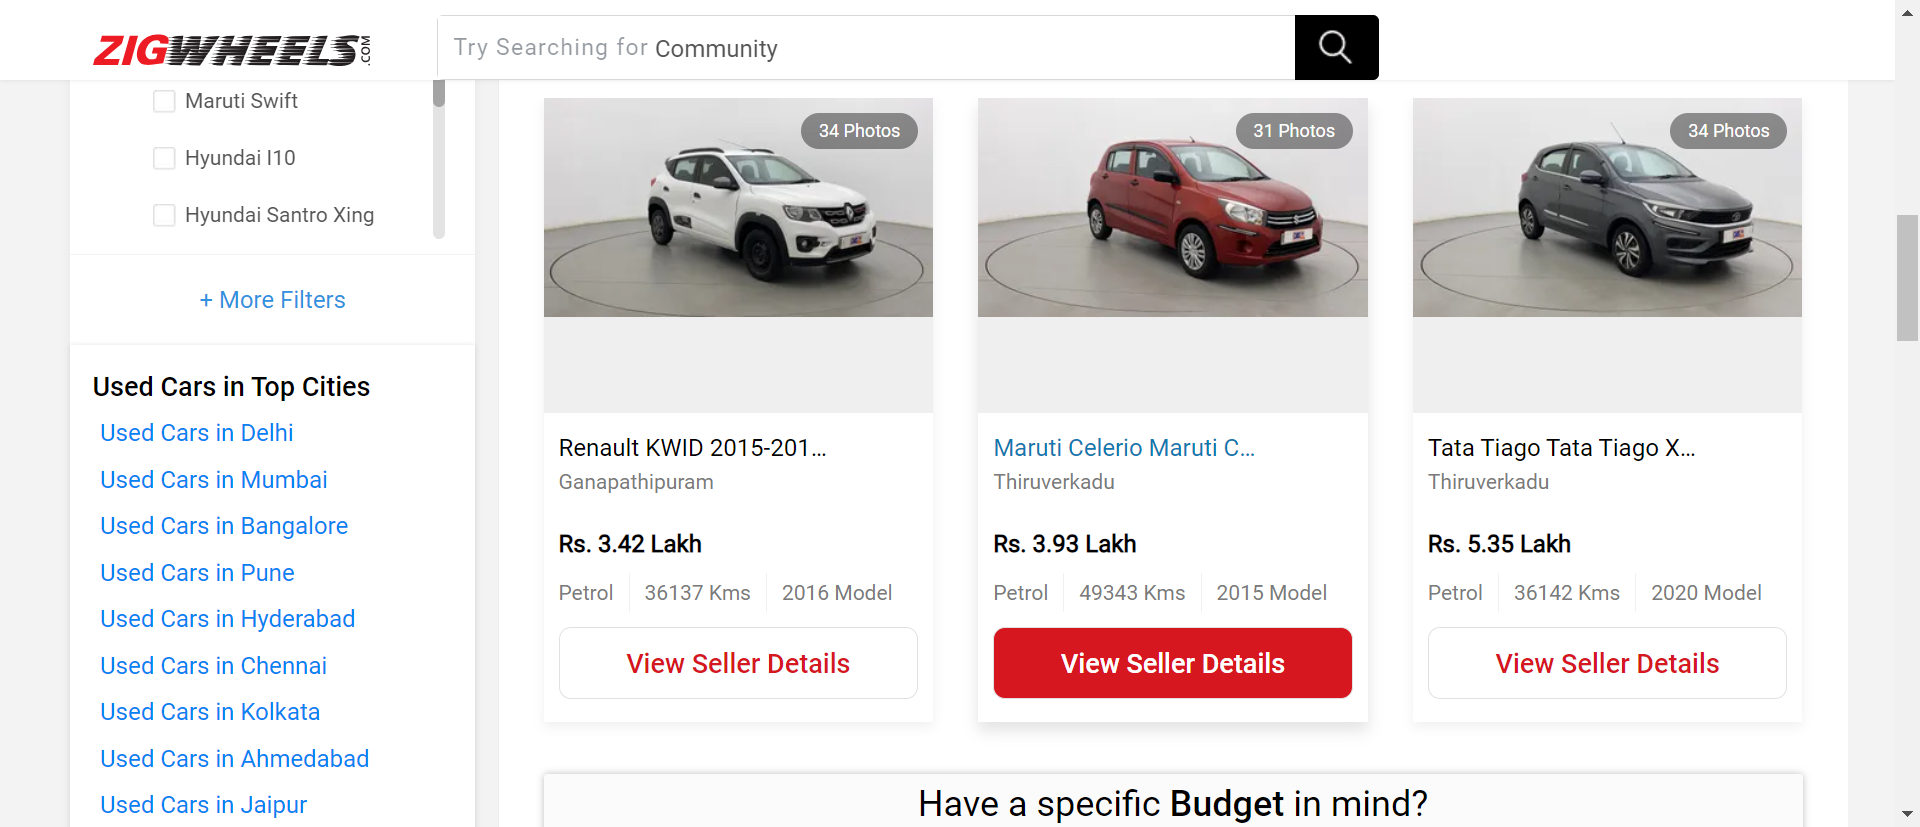 ZIGWHEELS.COM
Try Searching for Community
Maruti Swift
Hyundai I10
Hyundai Santro Xing
+ More Filters
Used Cars in Top Cities
Used Cars in Delhi
Used Cars in Mumbai
Used Cars in Bangalore
Used Cars in Pune
Used Cars in Hyderabad
Used Cars in Chennai
Used Cars in Kolkata
Used Cars in Ahmedabad
Used Cars in Jaipur
34 Photos
Renault KWID 2015-201...
Ganapathipuram
Rs. 3.42 Lakh
Petrol 36137 Kms 2016 Model
View Seller Details
31 Photos
Maruti Celerio Maruti C...
Thiruverkadu
Rs. 3.93 Lakh
Petrol 49343 Kms 2015 Model
View Seller Details
34 Photos
Tata Tiago Tata Tiago X...
Thiruverkadu
Rs. 5.35 Lakh
Petrol 36142 Kms 2020 Model
View Seller Details
Have a specific Budget in mind?